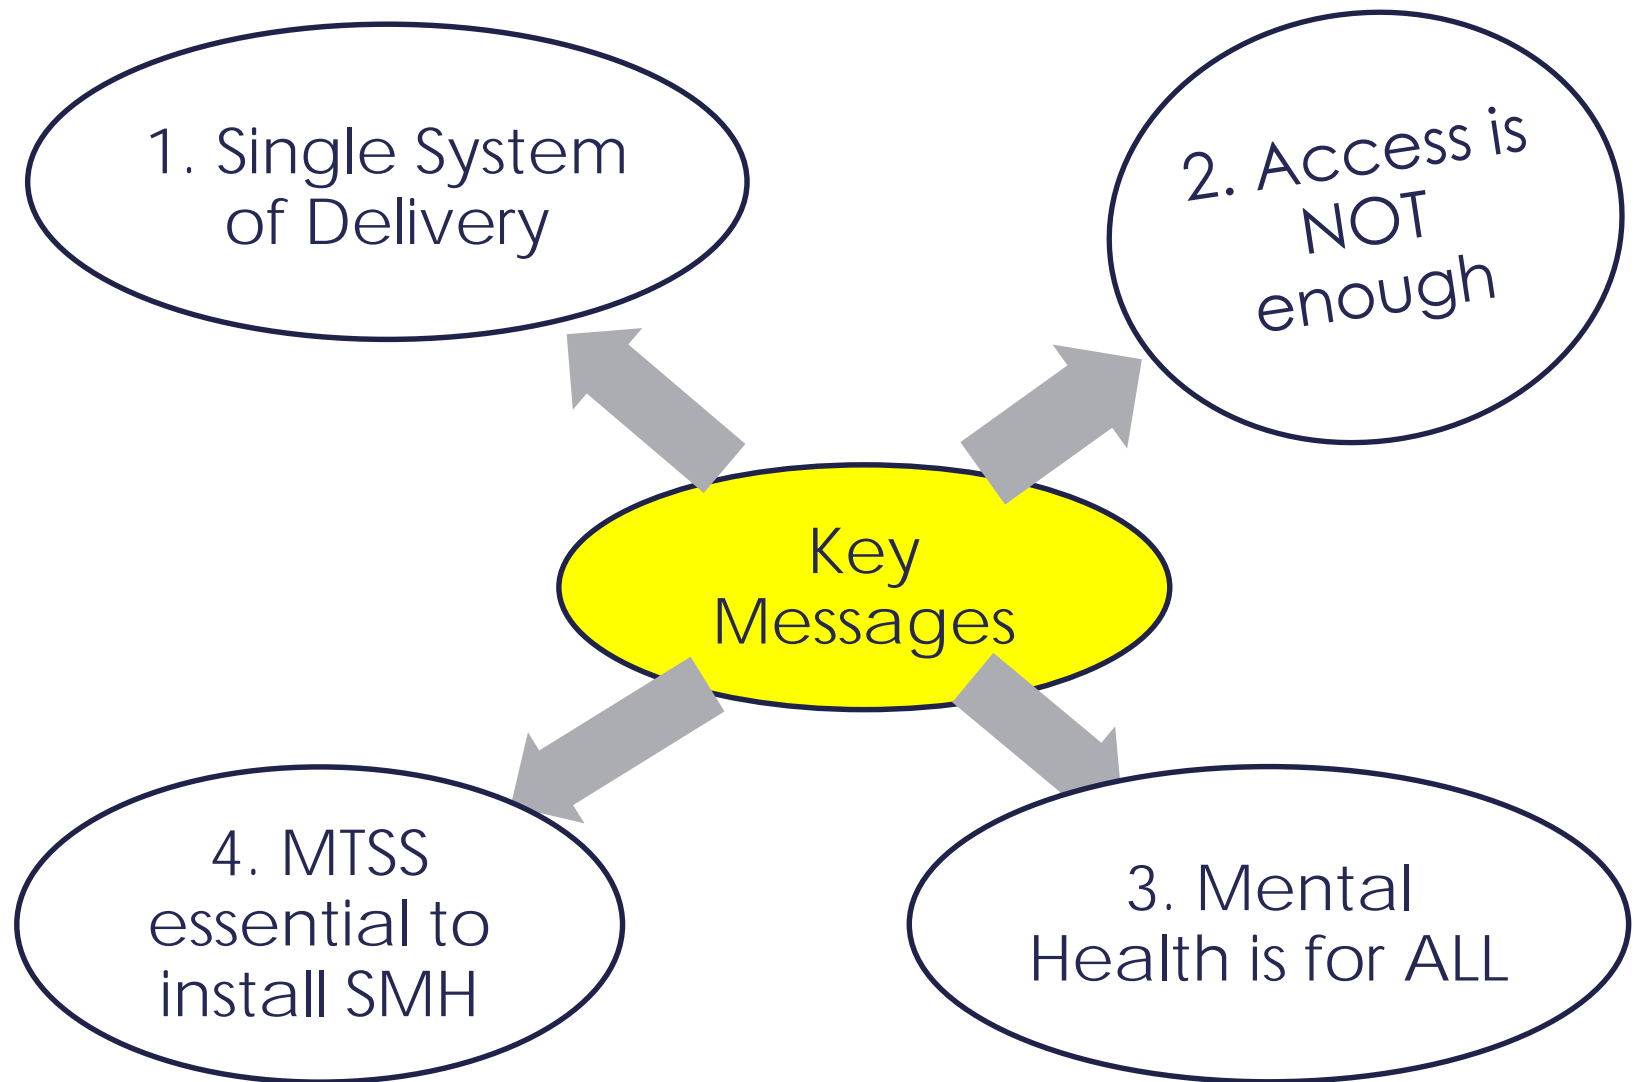 1. Single System
of Delivery
2. Access is
NOT
enough
Key
Messages
4. MTSS
essential to
install SMH
3. Mental
Health is for ALL